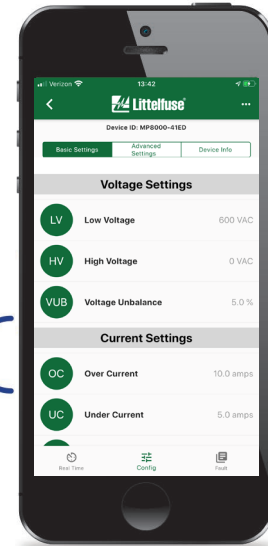 Verizon 13:42
Littelfuse®
Device ID: MP8000-41ED
Basic Settings Advanced Settings Device Info
Voltage Settings
LV Low Voltage 600 VAC
HV High Voltage 0 VAC
VUB Voltage Unbalance 5.0 %
Current Settings
OC Over Current 10.0 amps
UC Under Current 5.0 amps
Real Time Config Fault